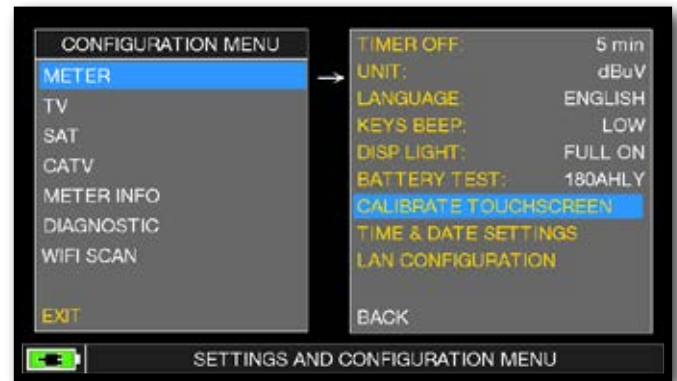 CONFIGURATION MENU
METER
TV
SAT
CATV
METER INFO
DIAGNOSTIC
WIFI SCAN
EXIT
→
TIMER OFF: 5 min
UNIT: dBuV
LANGUAGE: ENGLISH
KEYS BEEP: LOW
DISP LIGHT: FULL ON
BATTERY TEST: 180AHLY
CALIBRATE TOUCHSCREEN
TIME & DATE SETTINGS
LAN CONFIGURATION
BACK
SETTINGS AND CONFIGURATION MENU